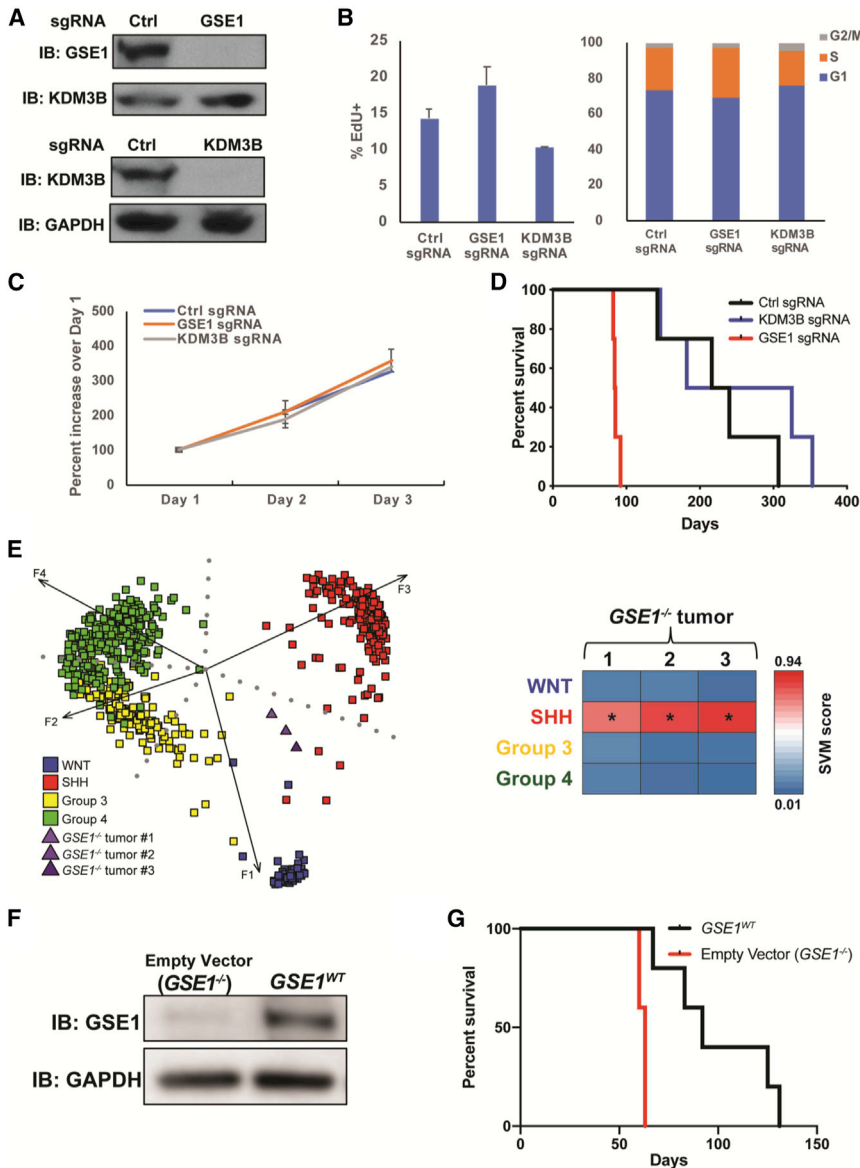 A
sgRNA Ctrl GSE1
IB: GSE1
IB: KDM3B
sgRNA Ctrl KDM3B
IB: KDM3B
IB: GAPDH
B
% EdU+
25
20
15
10
5
0
Ctrl sgRNA
GSE1 sgRNA
KDM3B sgRNA
100
80
60
40
20
0
Ctrl sgRNA
GSE1 sgRNA
KDM3B sgRNA
G2/M
S
G1
C
Percent increase over Day 1
500
400
300
200
100
0
Ctrl sgRNA
GSE1 sgRNA
KDM3B sgRNA
Day 1 Day 2 Day 3
D
Percent survival
100
80
60
40
20
0
Ctrl sgRNA
KDM3B sgRNA
GSE1 sgRNA
0 100 200 300 400
Days
E
F4
F3
F2
F1
WNT
SHH
Group 3
Group 4
GSE1-/- tumor #1
GSE1-/- tumor #2
GSE1-/- tumor #3
GSE1-/- tumor
1 2 3
WNT
SHH * * *
Group 3
Group 4
0.94
SVM score
0.01
F
Empty Vector
(GSE1-/-) GSE1WT
IB: GSE1
IB: GAPDH
G
Percent survival
100
50
0
GSE1WT
Empty Vector (GSE1-/-)
0 50 100 150
Days